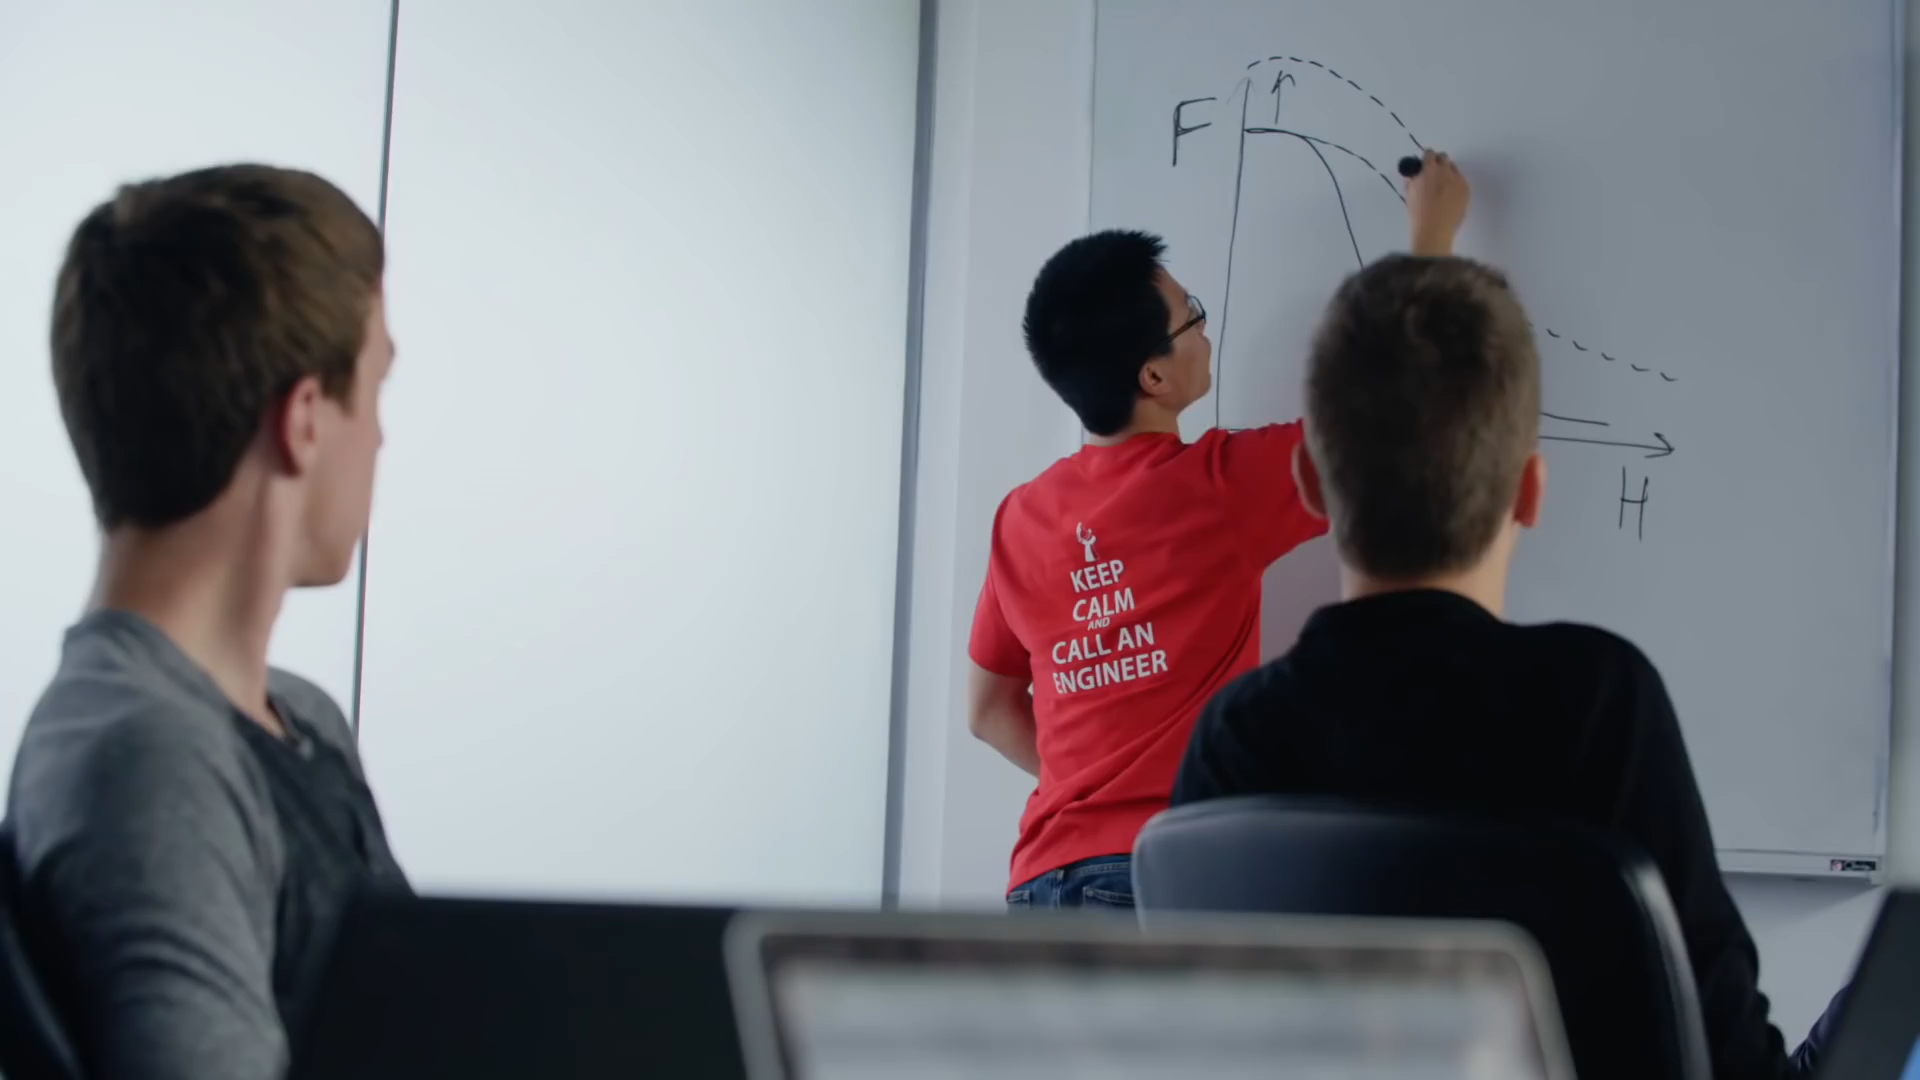 F
H
KEEP
CALM
AND
CALL AN
ENGINEER